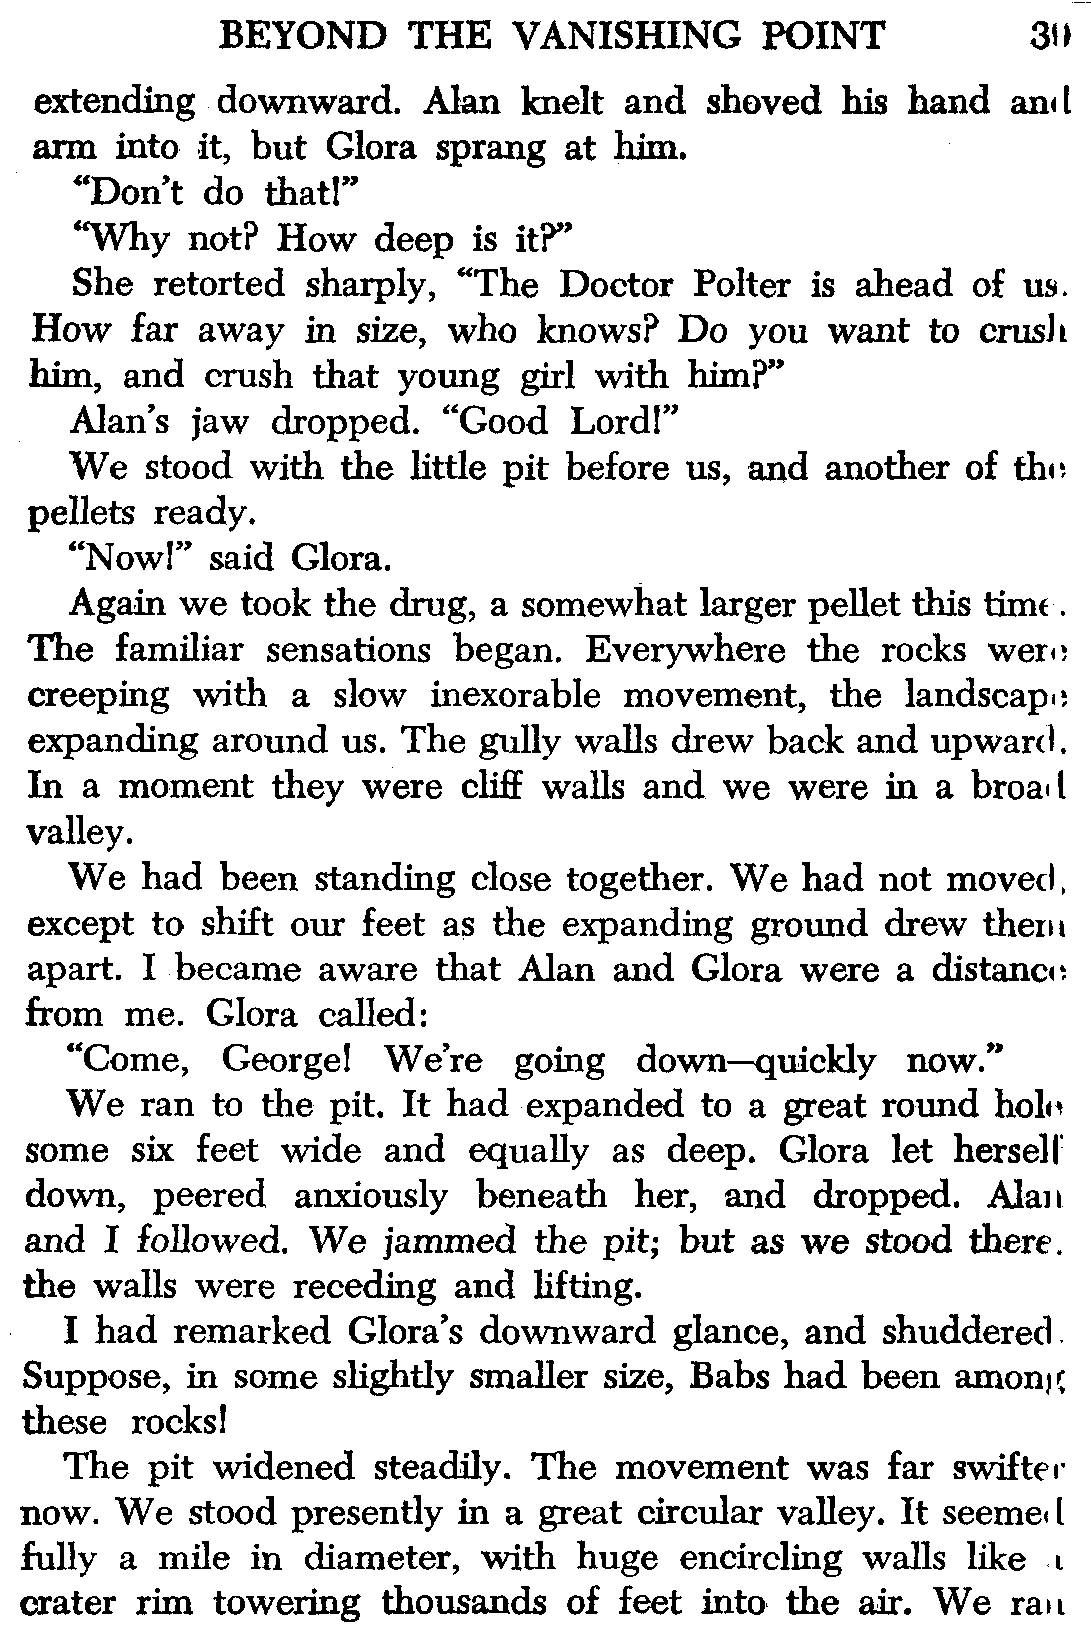 BEYOND THE VANISHING POINT 39
extending downward. Alan knelt and shoved his hand and
arm into it, but Glora sprang at him.
“Don’t do that!”
“Why not? How deep is it?”
She retorted sharply, “The Doctor Polter is ahead of us.
How far away in size, who knows? Do you want to crush
him, and crush that young girl with him?”
Alan’s jaw dropped. “Good Lord!”
We stood with the little pit before us, and another of the
pellets ready.
“Now!” said Glora.
Again we took the drug, a somewhat larger pellet this time.
The familiar sensations began. Everywhere the rocks were
creeping with a slow inexorable movement, the landscape
expanding around us. The gully walls drew back and upward.
In a moment they were cliff walls and we were in a broad
valley.
We had been standing close together. We had not moved,
except to shift our feet as the expanding ground drew them
apart. I became aware that Alan and Glora were a distance
from me. Glora called:
“Come, George! We’re going down—quickly now.”
We ran to the pit. It had expanded to a great round hole
some six feet wide and equally as deep. Glora let herself
down, peered anxiously beneath her, and dropped. Alan
and I followed. We jammed the pit; but as we stood there.
the walls were receding and lifting.
I had remarked Glora’s downward glance, and shuddered.
Suppose, in some slightly smaller size, Babs had been among
these rocks!
The pit widened steadily. The movement was far swifter
now. We stood presently in a great circular valley. It seemed
fully a mile in diameter, with huge encircling walls like a
crater rim towering thousands of feet into the air. We ran